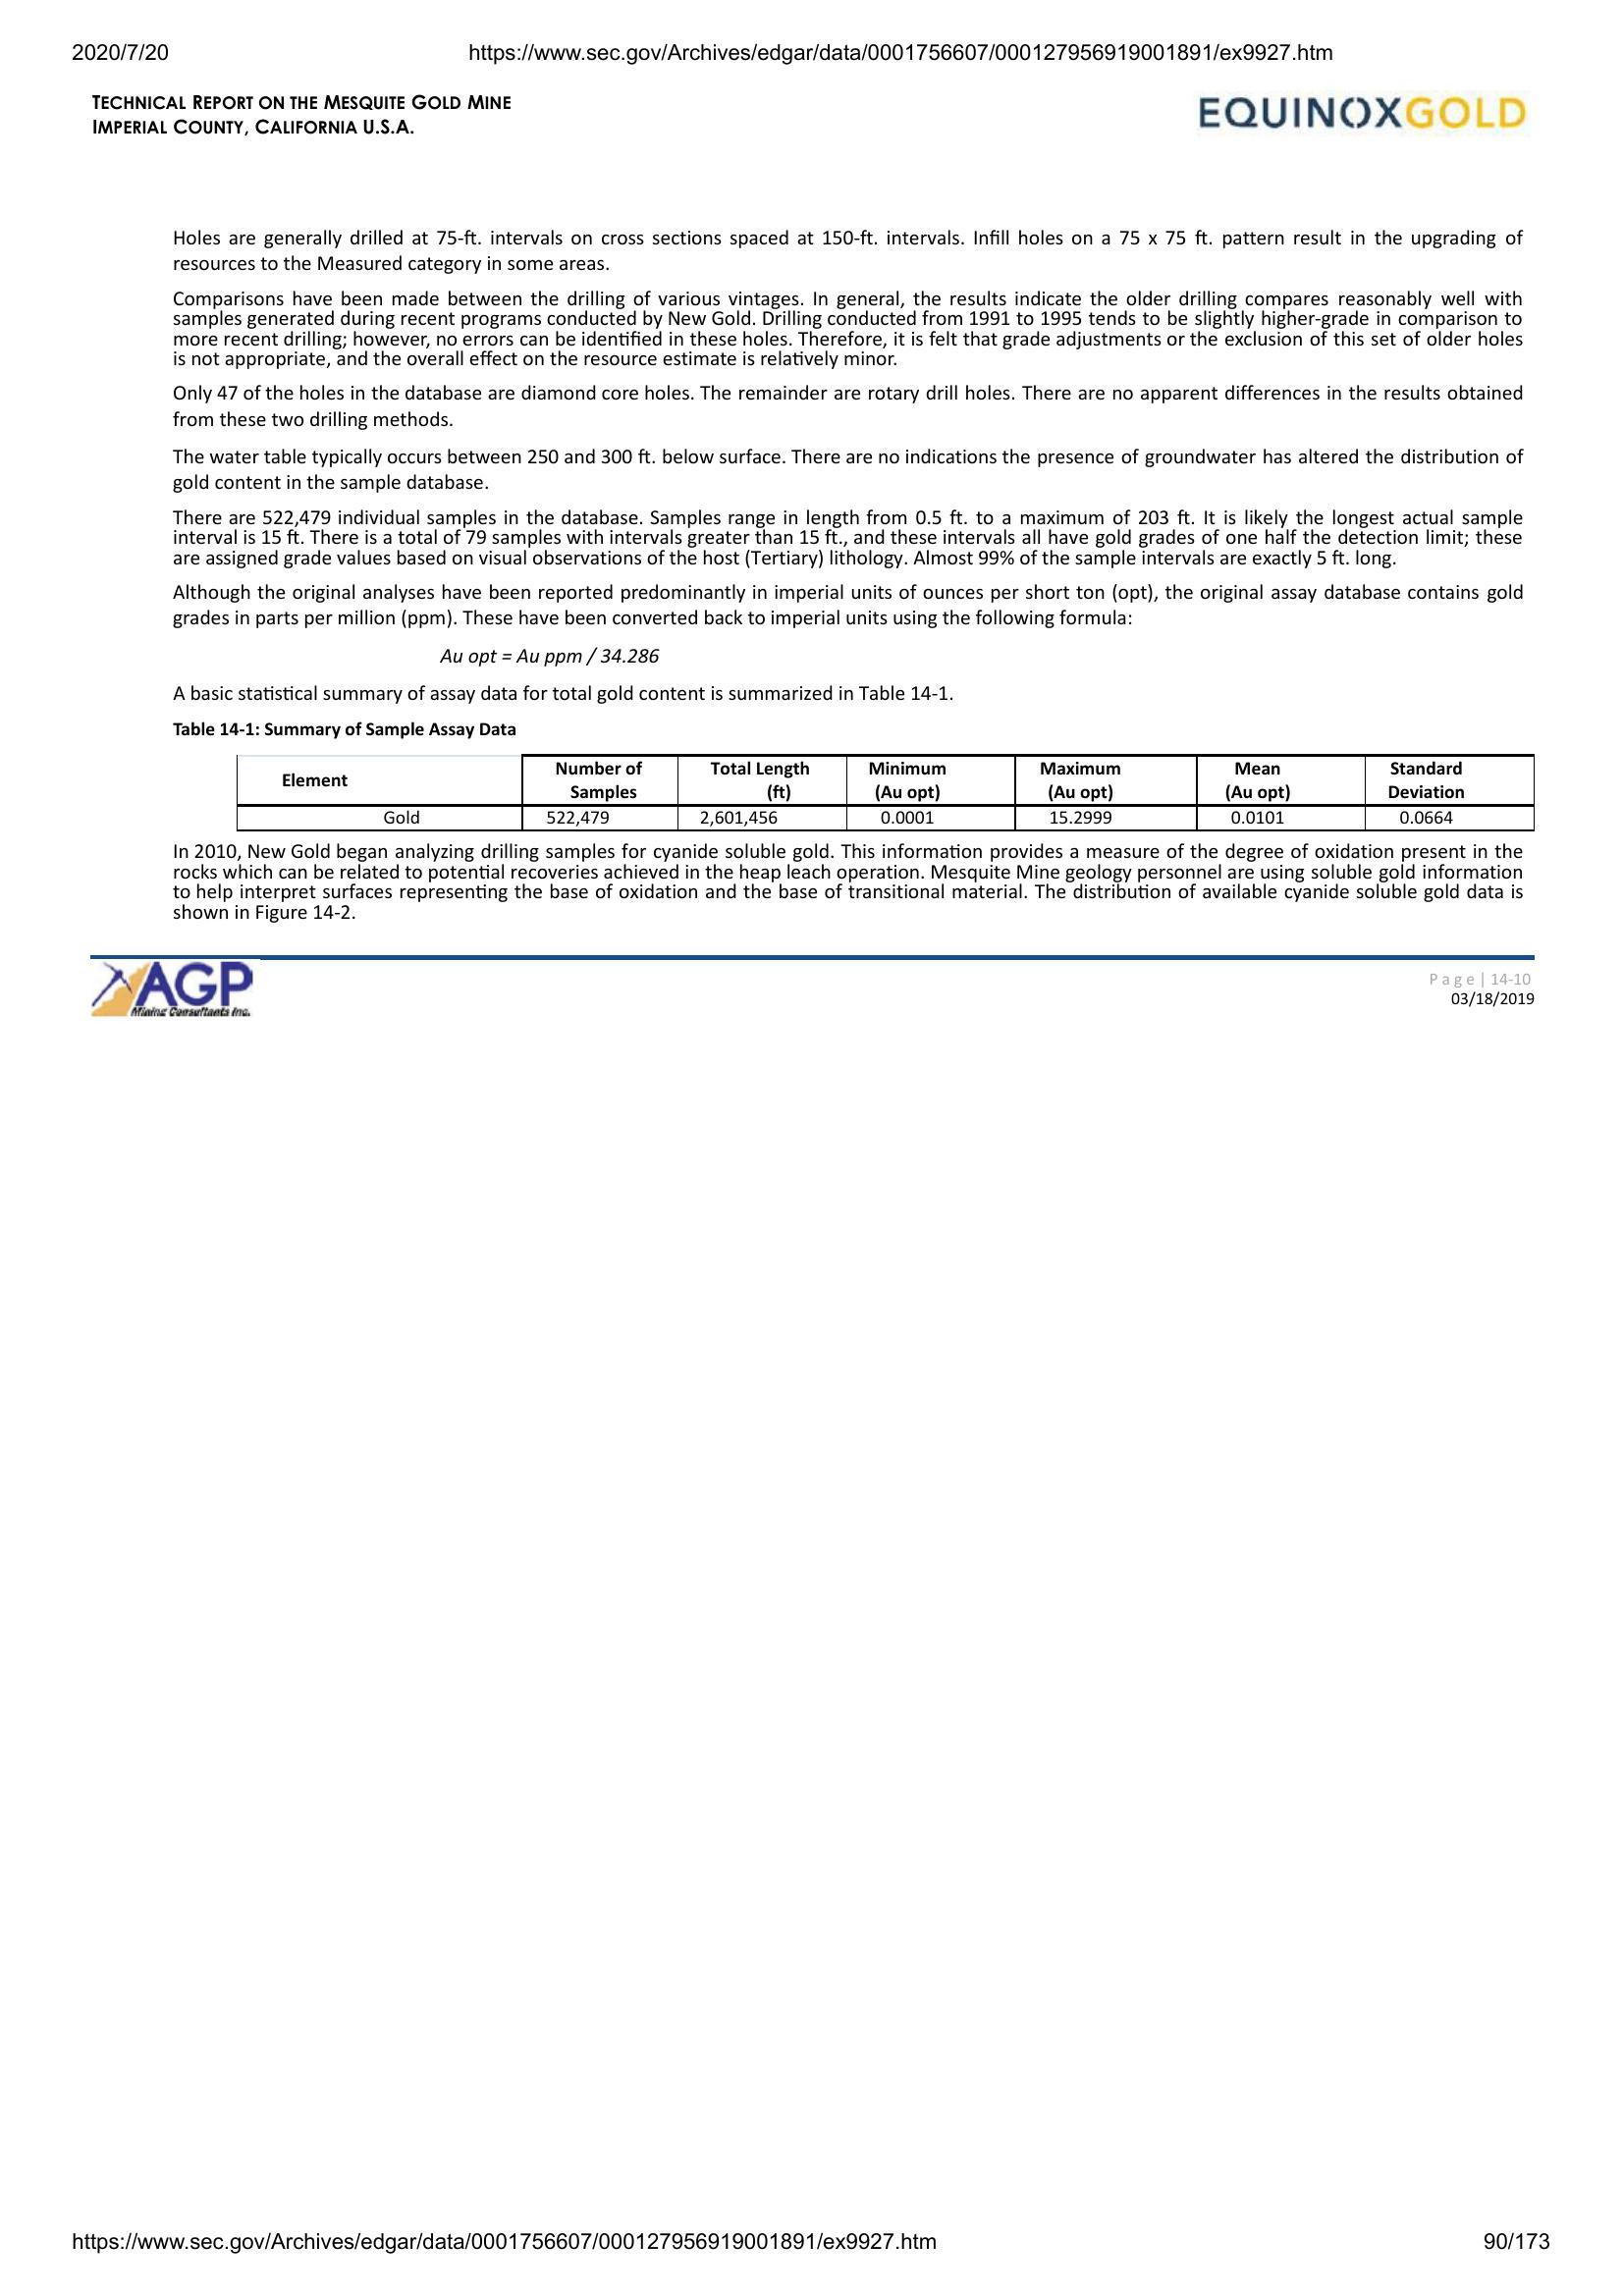 2020/7/20 https://www.sec.gov/Archives/edgar/data/0001756607/000127956919001891/ex9927.htm
TECHNICAL REPORT ON THE MESQUITE GOLD MINE
IMPERIAL COUNTY, CALIFORNIA U.S.A.
EQUINOXGOLD
Holes are generally drilled at 75-ft. intervals on cross sections spaced at 150-ft. intervals. Infill holes on a 75 x 75 ft. pattern result in the upgrading of
resources to the Measured category in some areas.
Comparisons have been made between the drilling of various vintages. In general, the results indicate the older drilling compares reasonably well with
samples generated during recent programs conducted by New Gold. Drilling conducted from 1991 to 1995 tends to be slightly higher-grade in comparison to
more recent drilling; however, no errors can be identified in these holes. Therefore, it is felt that grade adjustments or the exclusion of this set of older holes
is not appropriate, and the overall effect on the resource estimate is relatively minor.
Only 47 of the holes in the database are diamond core holes. The remainder are rotary drill holes. There are no apparent differences in the results obtained
from these two drilling methods.
The water table typically occurs between 250 and 300 ft. below surface. There are no indications the presence of groundwater has altered the distribution of
gold content in the sample database.
There are 522,479 individual samples in the database. Samples range in length from 0.5 ft. to a maximum of 203 ft. It is likely the longest actual sample
interval is 15 ft. There is a total of 79 samples with intervals greater than 15 ft., and these intervals all have gold grades of one half the detection limit; these
are assigned grade values based on visual observations of the host (Tertiary) lithology. Almost 99% of the sample intervals are exactly 5 ft. long.
Although the original analyses have been reported predominantly in imperial units of ounces per short ton (opt), the original assay database contains gold
grades in parts per million (ppm). These have been converted back to imperial units using the following formula:
Au opt = Au ppm / 34.286
A basic statistical summary of assay data for total gold content is summarized in Table 14-1.
Table 14-1: Summary of Sample Assay Data
Element Number of Samples Total Length (ft) Minimum (Au opt) Maximum (Au opt) Mean (Au opt) Standard Deviation
Gold 522,479 2,601,456 0.0001 15.2999 0.0101 0.0664
In 2010, New Gold began analyzing drilling samples for cyanide soluble gold. This information provides a measure of the degree of oxidation present in the
rocks which can be related to potential recoveries achieved in the heap leach operation. Mesquite Mine geology personnel are using soluble gold information
to help interpret surfaces representing the base of oxidation and the base of transitional material. The distribution of available cyanide soluble gold data is
shown in Figure 14-2.
AGP
Mining Consultants Inc.
Page | 14-10
03/18/2019
https://www.sec.gov/Archives/edgar/data/0001756607/000127956919001891/ex9927.htm 90/173